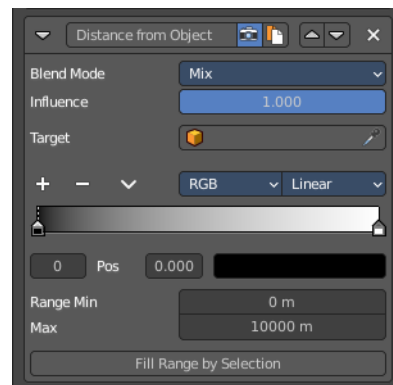 Distance from Object
Blend Mode Mix
Influence 1.000
Target
RGB Linear
0 Pos 0.000
Range Min 0 m
Max 10000 m
Fill Range by Selection